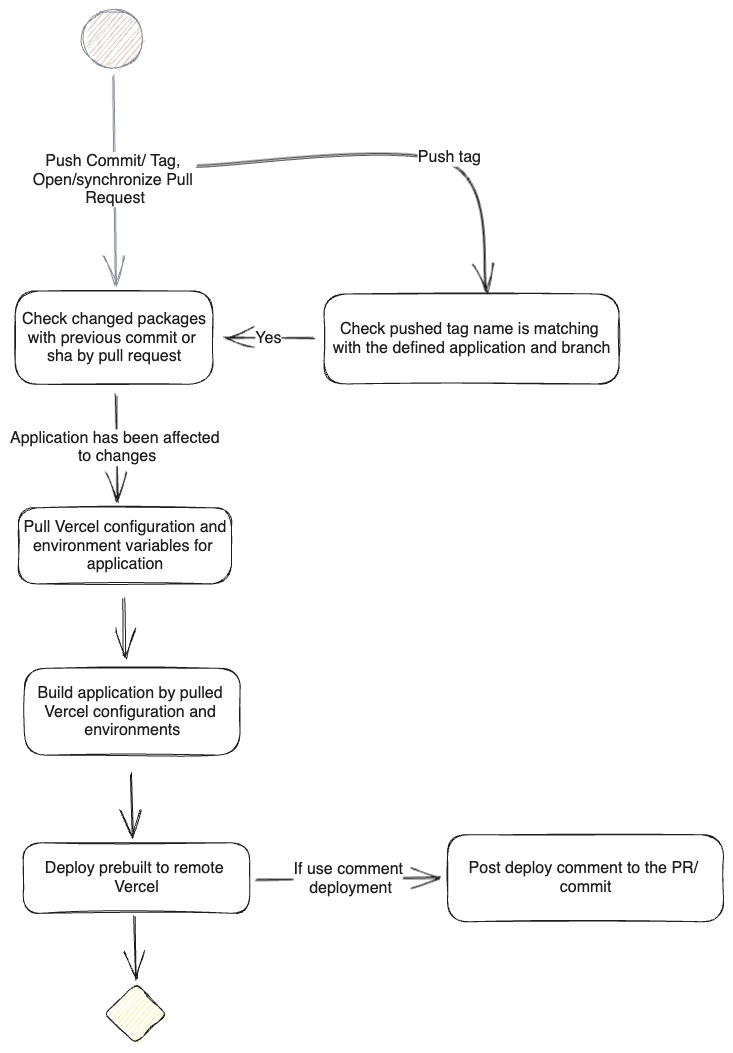 Push Commit/ Tag,
Open/synchronize Pull
Request
Push tag
Check changed packages
with previous commit or
sha by pull request
Yes
Check pushed tag name is matching
with the defined application and branch
Application has been affected
to changes
Pull Vercel configuration and
environment variables for
application
Build application by pulled
Vercel configuration and
environments
Deploy prebuilt to remote
Vercel
If use comment
deployment
Post deploy comment to the PR/
commit